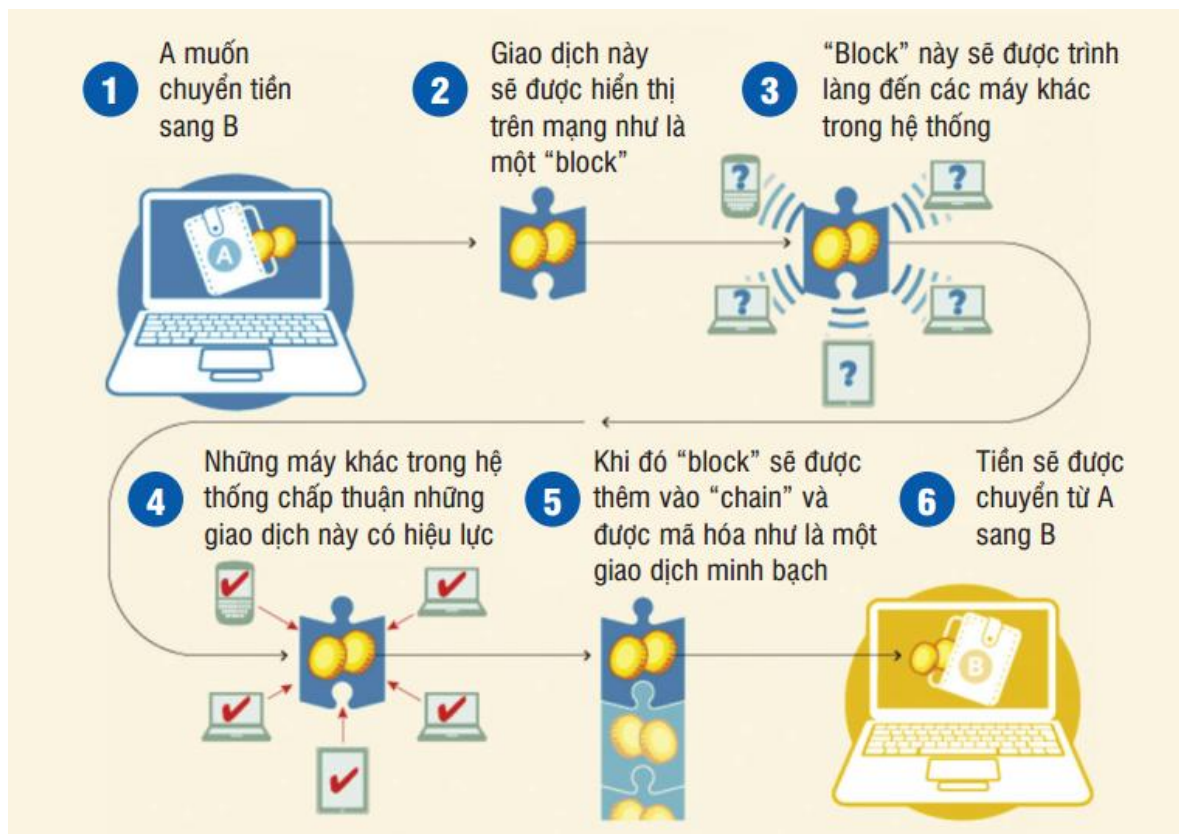 1
A muốn
chuyển tiền
sang B
2
Giao dịch này
sẽ được hiển thị
trên mạng như là
một “block”
3
“Block” này sẽ được trình
làng đến các máy khác
trong hệ thống
A
?
?
?
?
?
4
Những máy khác trong hệ
thống chấp thuận những
giao dịch này có hiệu lực
5
Khi đó “block” sẽ được
thêm vào “chain” và
được mã hóa như là một
giao dịch minh bạch
6
Tiền sẽ được
chuyển từ A
sang B
B